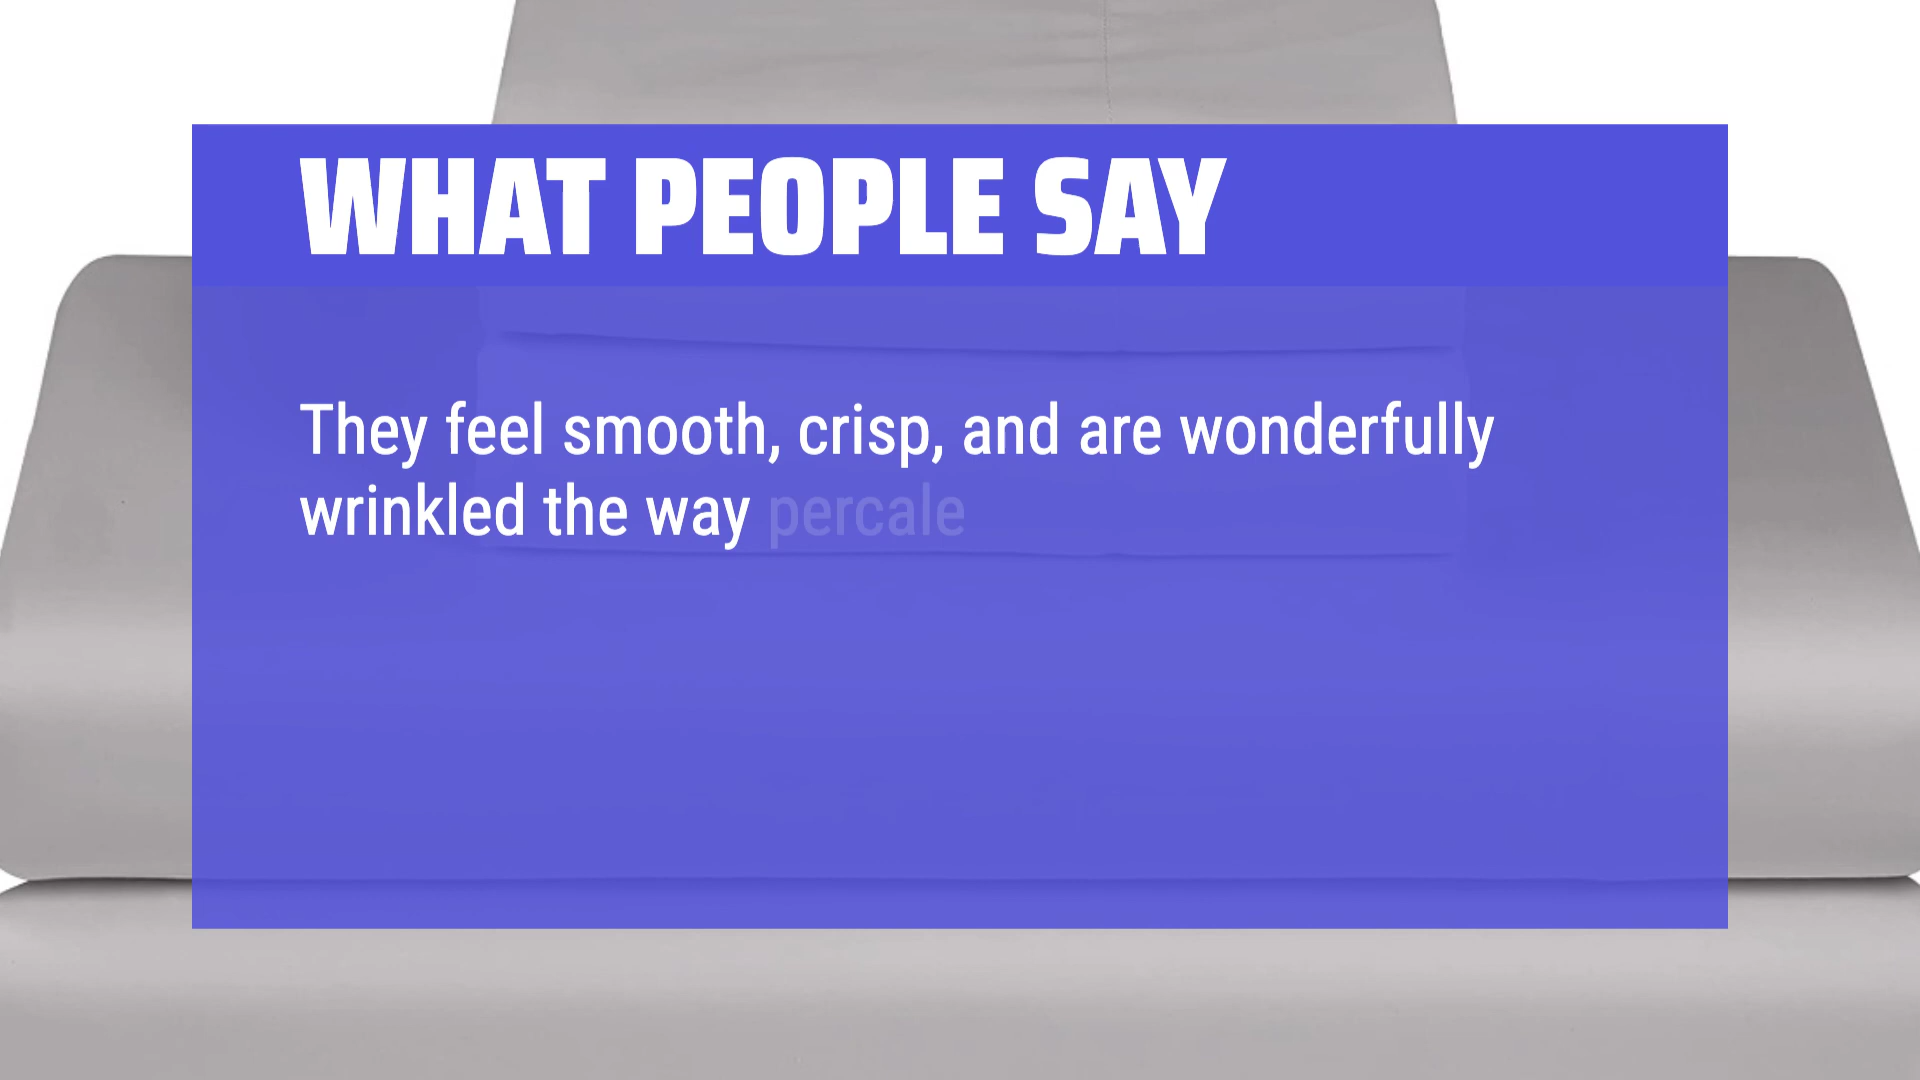 WHAT PEOPLE SAY
They feel smooth, crisp, and are wonderfully
wrinkled the way percale